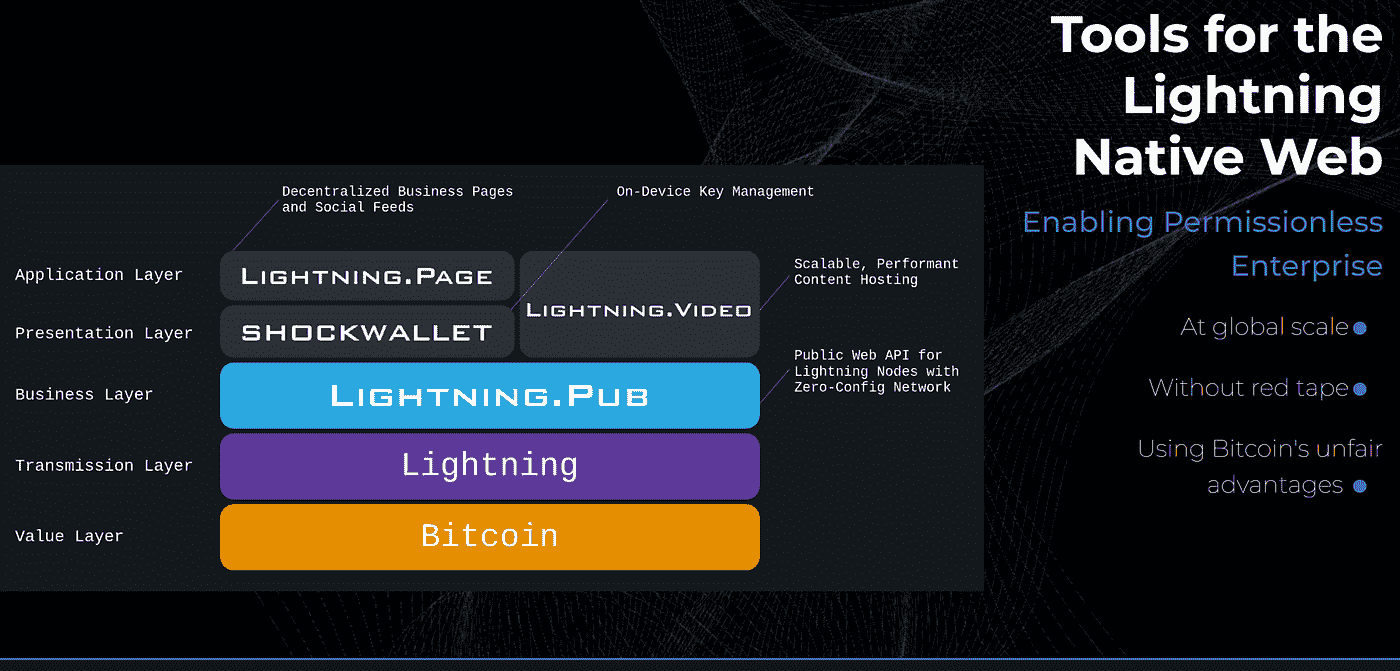 Tools for the
Lightning
Native Web
Enabling Permissionless
Enterprise
At global scale
Without red tape
Using Bitcoin's unfair
advantages
Decentralized Business Pages
and Social Feeds
On-Device Key Management
Application Layer
LIGHTNING.PAGE
Scalable, Performant
Content Hosting
LIGHTNING.VIDEO
Presentation Layer
SHOCKWALLET
Public Web API for
Lightning Nodes with
Zero-Config Network
Business Layer
LIGHTNING.PUB
Transmission Layer
Lightning
Value Layer
Bitcoin